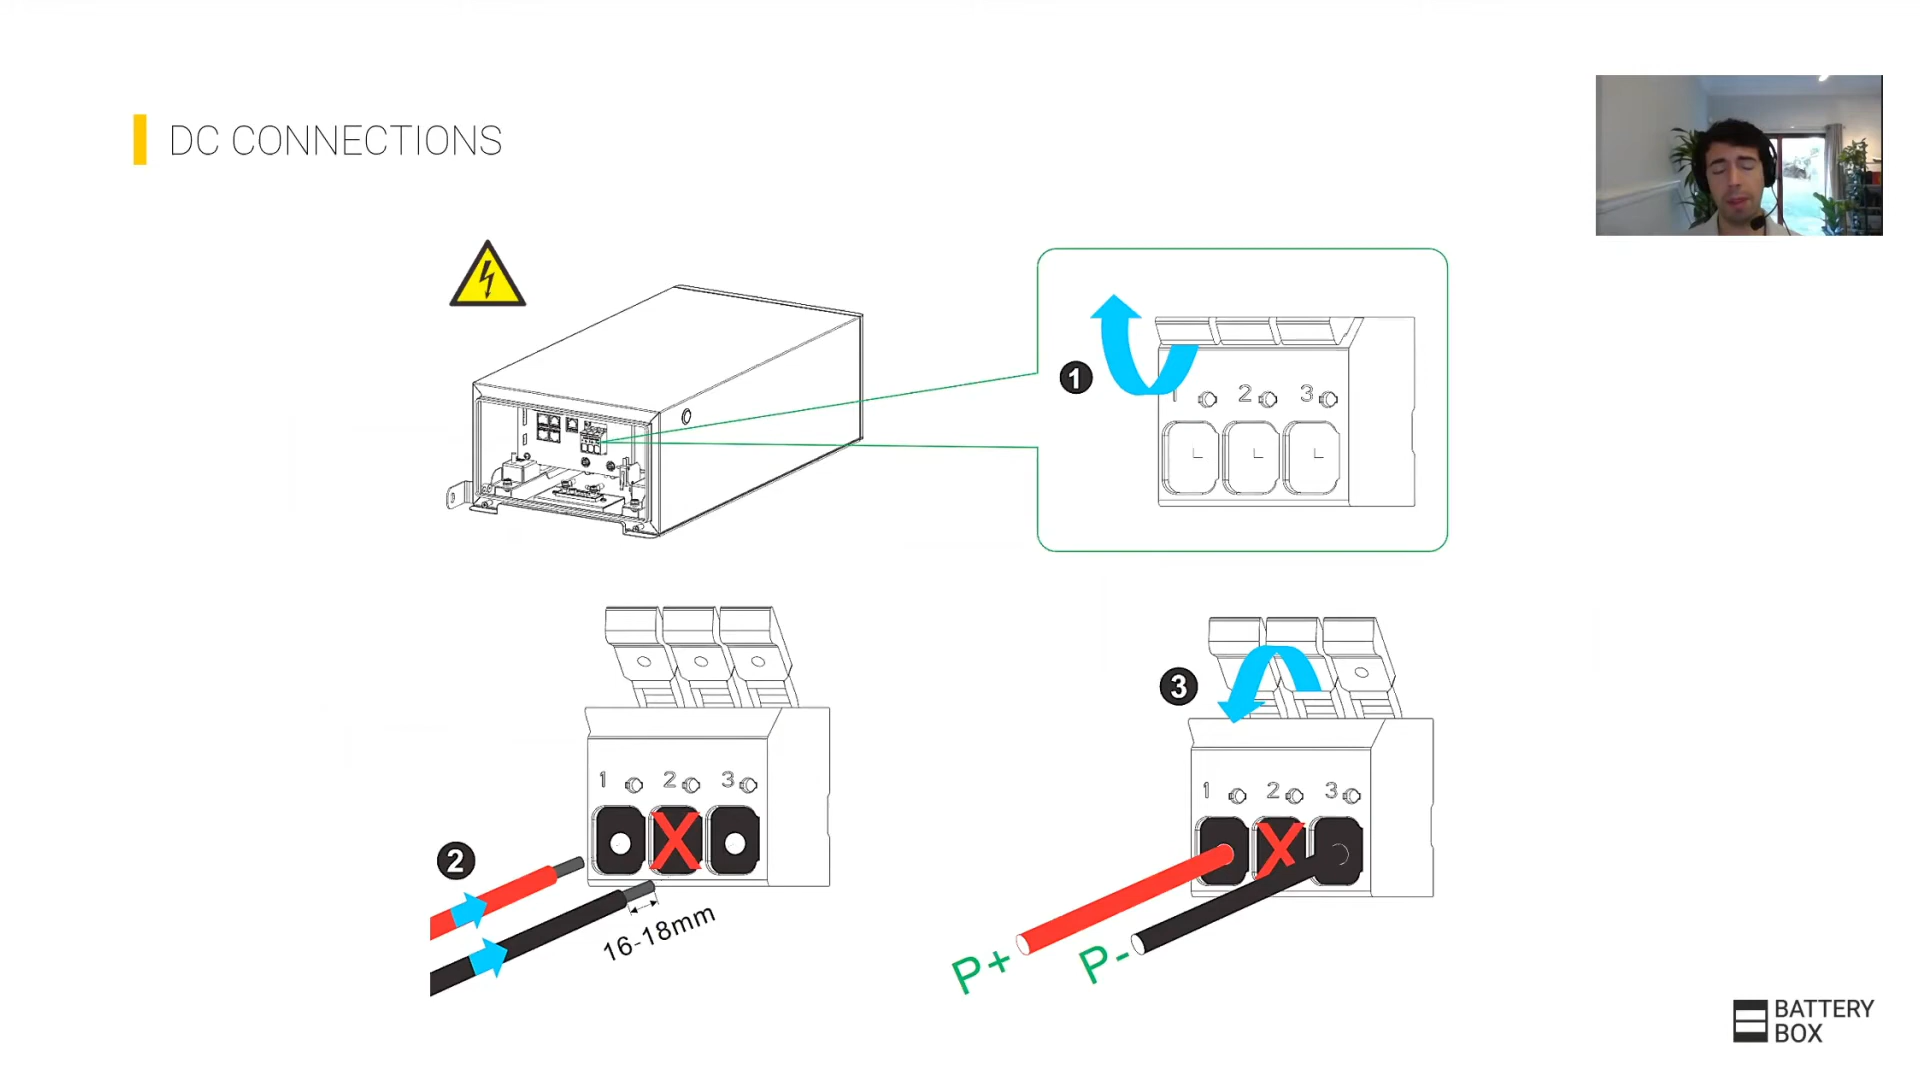 DC CONNECTIONS
1
1 2 3
1 2 3
2
16-18mm
3
1 2 3
P+ P-
BATTERY
BOX